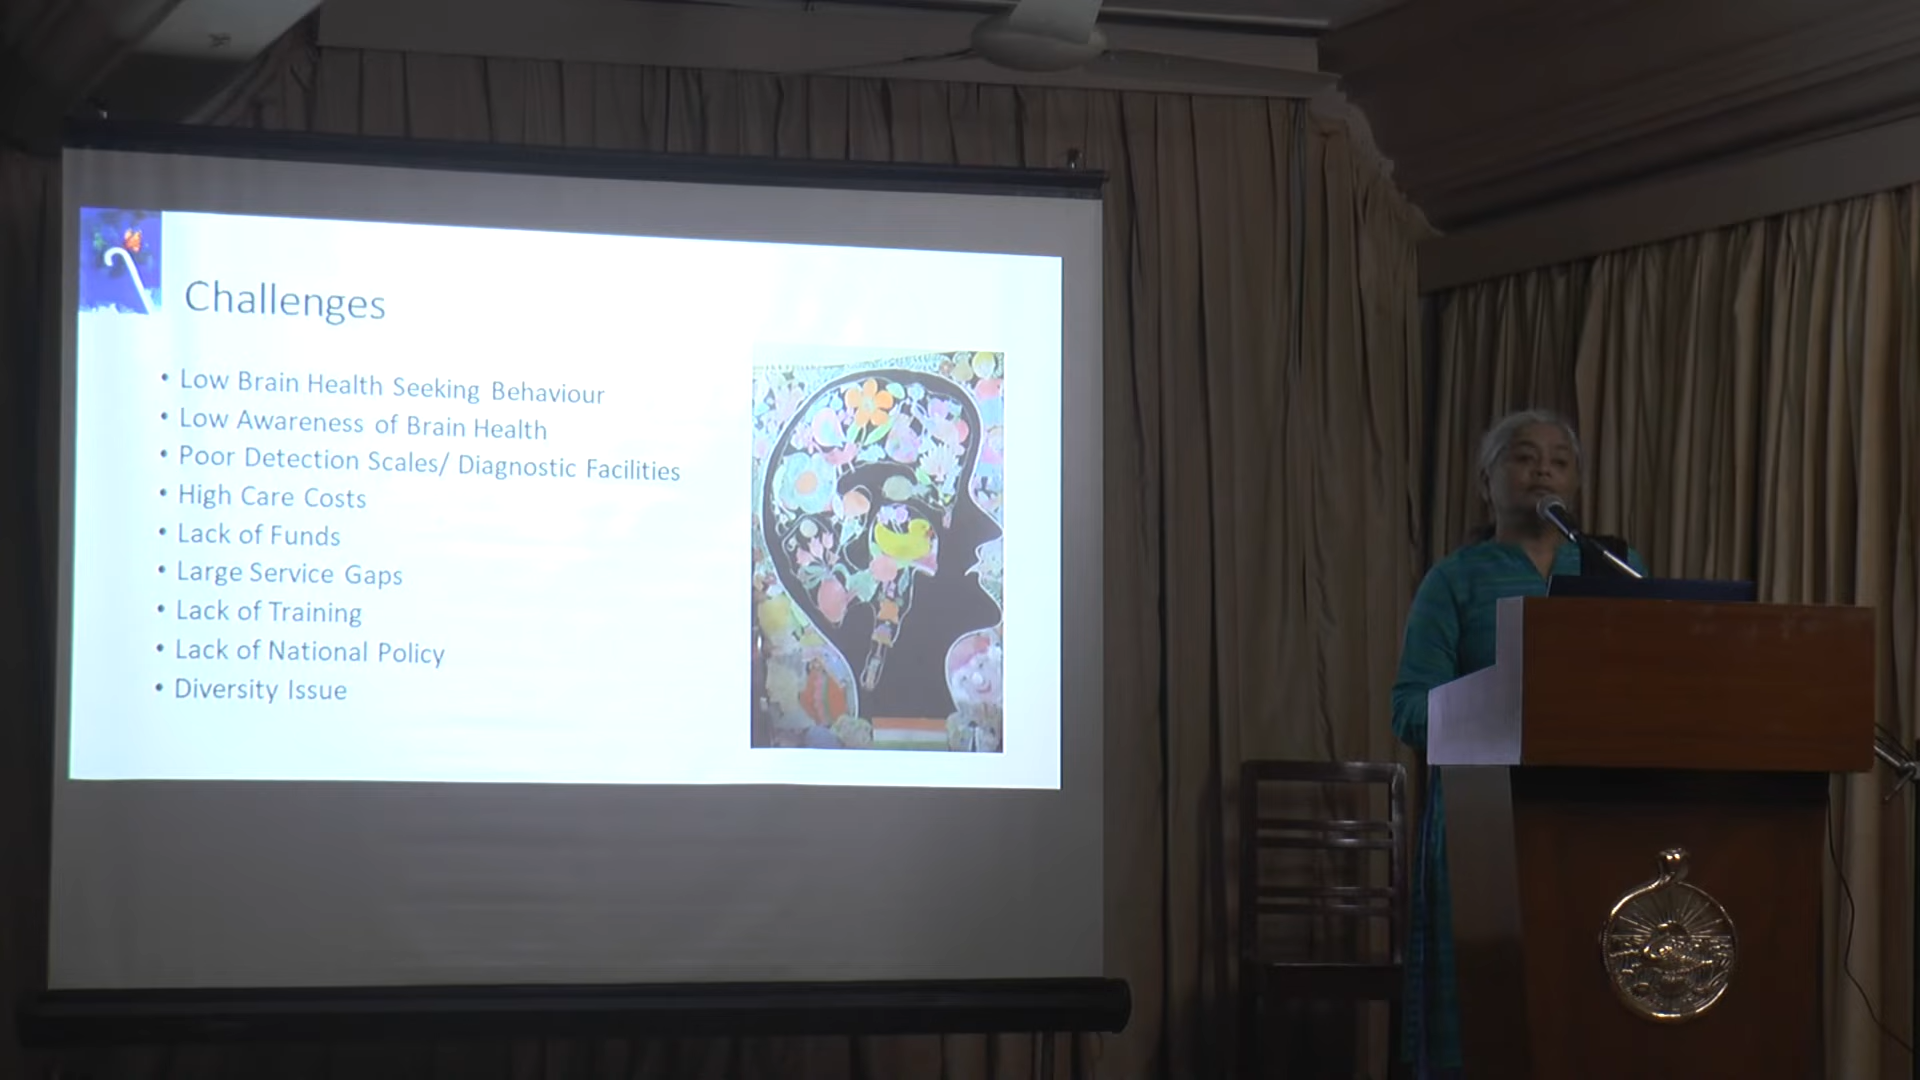 Challenges
• Low Brain Health Seeking Behaviour
• Low Awareness of Brain Health
• Poor Detection Scales/ Diagnostic Facilities
• High Care Costs
• Lack of Funds
• Large Service Gaps
• Lack of Training
• Lack of National Policy
• Diversity Issue